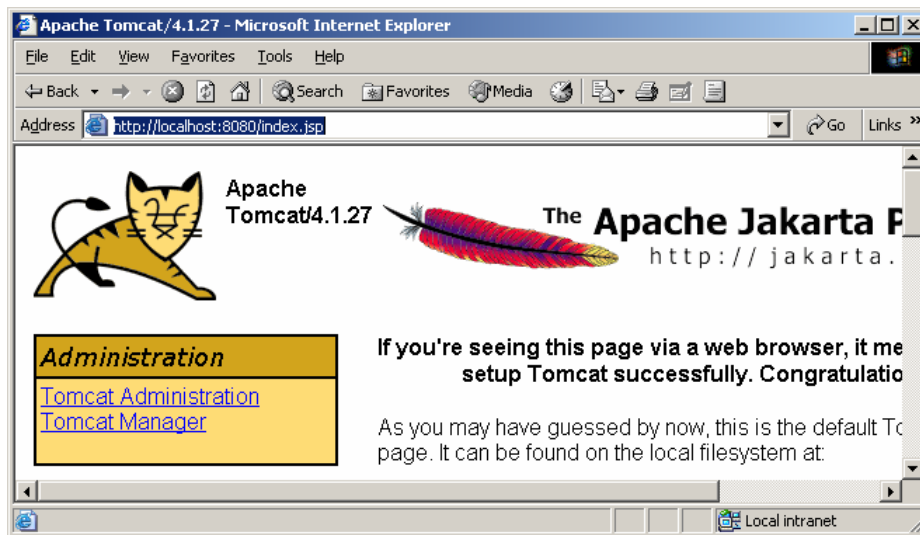 Apache Tomcat/4.1.27 - Microsoft Internet Explorer
File Edit View Favorites Tools Help
Back Search Favorites Media
Address http://localhost:8080/index.jsp Go Links »
Apache
Tomcat/4.1.27
The Apache Jakarta P
http://jakarta.
Administration
Tomcat Administration
Tomcat Manager
If you're seeing this page via a web browser, it me
setup Tomcat successfully. Congratulatio
As you may have guessed by now, this is the default To
page. It can be found on the local filesystem at:
Local intranet